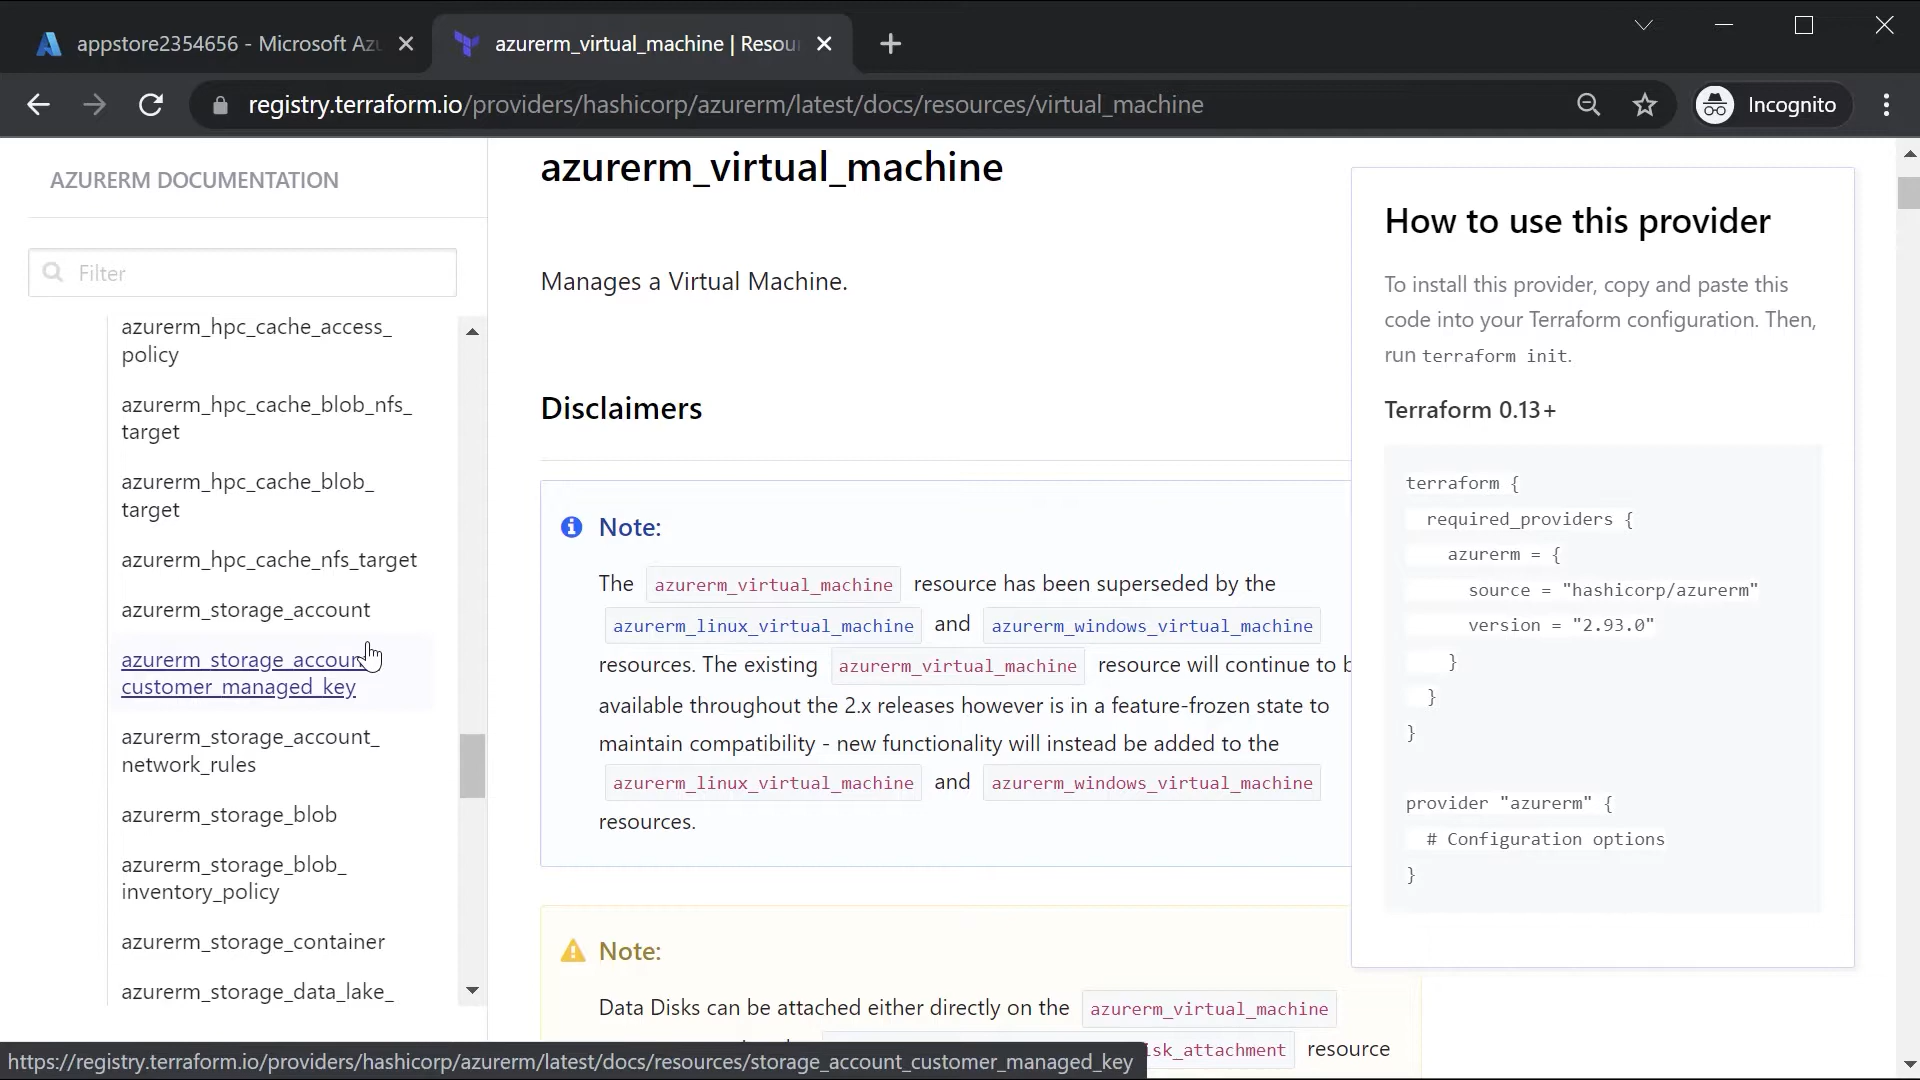 appstore2354656 - Microsoft Az
azurerm_virtual_machine | Resou
registry.terraform.io/providers/hashicorp/azurerm/latest/docs/resources/virtual_machine
Incognito
AZURERM DOCUMENTATION
Filter
azurerm_hpc_cache_access_
policy
azurerm_hpc_cache_blob_nfs_
target
azurerm_hpc_cache_blob_
target
azurerm_hpc_cache_nfs_target
azurerm_storage_account
azurerm_storage_account
customer_managed_key
azurerm_storage_account_
network_rules
azurerm_storage_blob
azurerm_storage_blob_
inventory_policy
azurerm_storage_container
azurerm_storage_data_lake_
azurerm_virtual_machine
Manages a Virtual Machine.
Disclaimers
Note:
The azurerm_virtual_machine resource has been superseded by the
azurerm_linux_virtual_machine and azurerm_windows_virtual_machine
resources. The existing azurerm_virtual_machine resource will continue to b
available throughout the 2.x releases however is in a feature-frozen state to
maintain compatibility - new functionality will instead be added to the
azurerm_linux_virtual_machine and azurerm_windows_virtual_machine
resources.
Note:
Data Disks can be attached either directly on the azurerm_virtual_machine
isk_attachment resource
How to use this provider
To install this provider, copy and paste this
code into your Terraform configuration. Then,
run terraform init.
Terraform 0.13+
terraform {
required_providers {
azurerm = {
source = "hashicorp/azurerm"
version = "2.93.0"
}
}
}
provider "azurerm" {
# Configuration options
}
https://registry.terraform.io/providers/hashicorp/azurerm/latest/docs/resources/storage_account_customer_managed_key